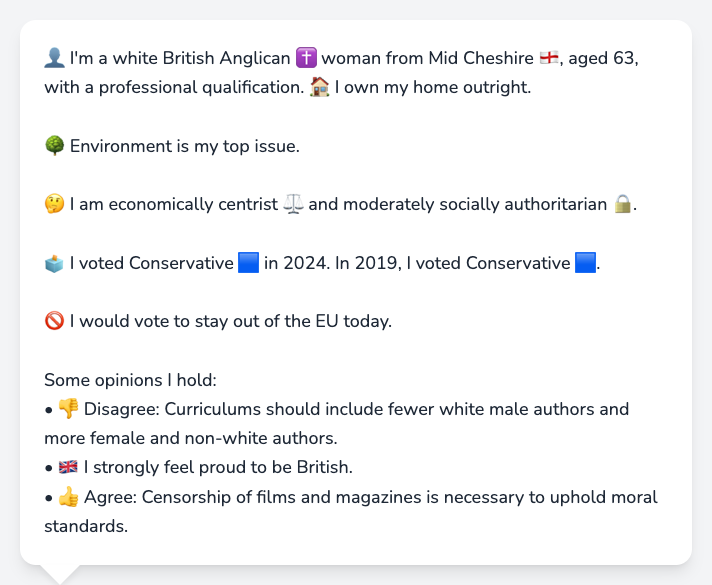 👤 I'm a white British Anglican ✝️ woman from Mid Cheshire 🏴󠁧󠁢󠁥󠁮󠁧󠁿, aged 63,
with a professional qualification. 🏠 I own my home outright.
🌳 Environment is my top issue.
🤔 I am economically centrist ⚖️ and moderately socially authoritarian 🔒.
🗳️ I voted Conservative 🟦 in 2024. In 2019, I voted Conservative 🟦.
🚫 I would vote to stay out of the EU today.
Some opinions I hold:
• 👎 Disagree: Curriculums should include fewer white male authors and
more female and non-white authors.
• 🇬🇧 I strongly feel proud to be British.
• 👍 Agree: Censorship of films and magazines is necessary to uphold moral
standards.